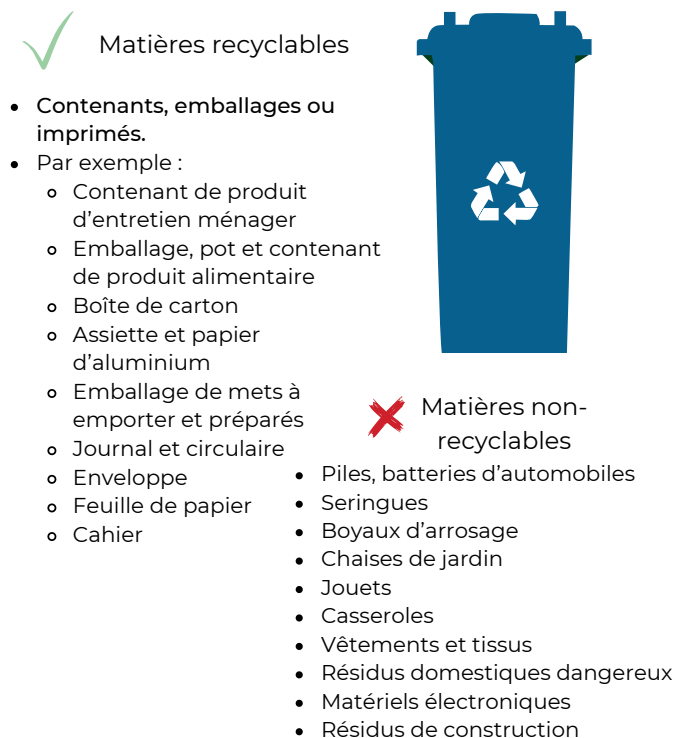 Matières recyclables
• Contenants, emballages ou
imprimés.
• Par exemple :
◦ Contenant de produit
d'entretien ménager
◦ Emballage, pot et contenant
de produit alimentaire
◦ Boîte de carton
◦ Assiette et papier
d'aluminium
◦ Emballage de mets à
emporter et préparés
◦ Journal et circulaire
◦ Enveloppe
◦ Feuille de papier
◦ Cahier
Matières non-
recyclables
• Piles, batteries d'automobiles
• Seringues
• Boyaux d'arrosage
• Chaises de jardin
• Jouets
• Casseroles
• Vêtements et tissus
• Résidus domestiques dangereux
• Matériels électroniques
• Résidus de construction